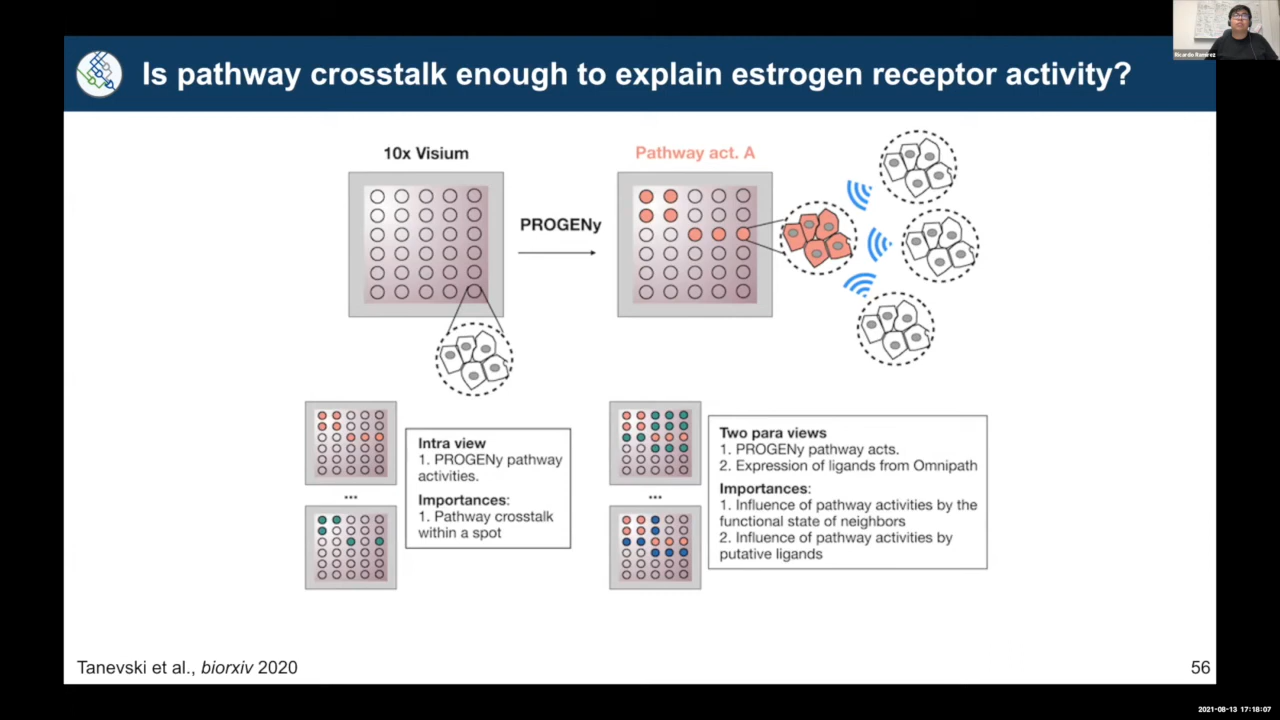 Ricardo Ramirez
Is pathway crosstalk enough to explain estrogen receptor activity?
10x Visium
PROGENy
Pathway act. A
Intra view
1. PROGENy pathway
activities.
Importances:
1. Pathway crosstalk
within a spot
...
...
Two para views
1. PROGENy pathway acts.
2. Expression of ligands from Omnipath
Importances:
1. Influence of pathway activities by the
functional state of neighbors
2. Influence of pathway activities by
putative ligands
Tanevski et al., biorxiv 2020
56
2021-08-13 17:18:07